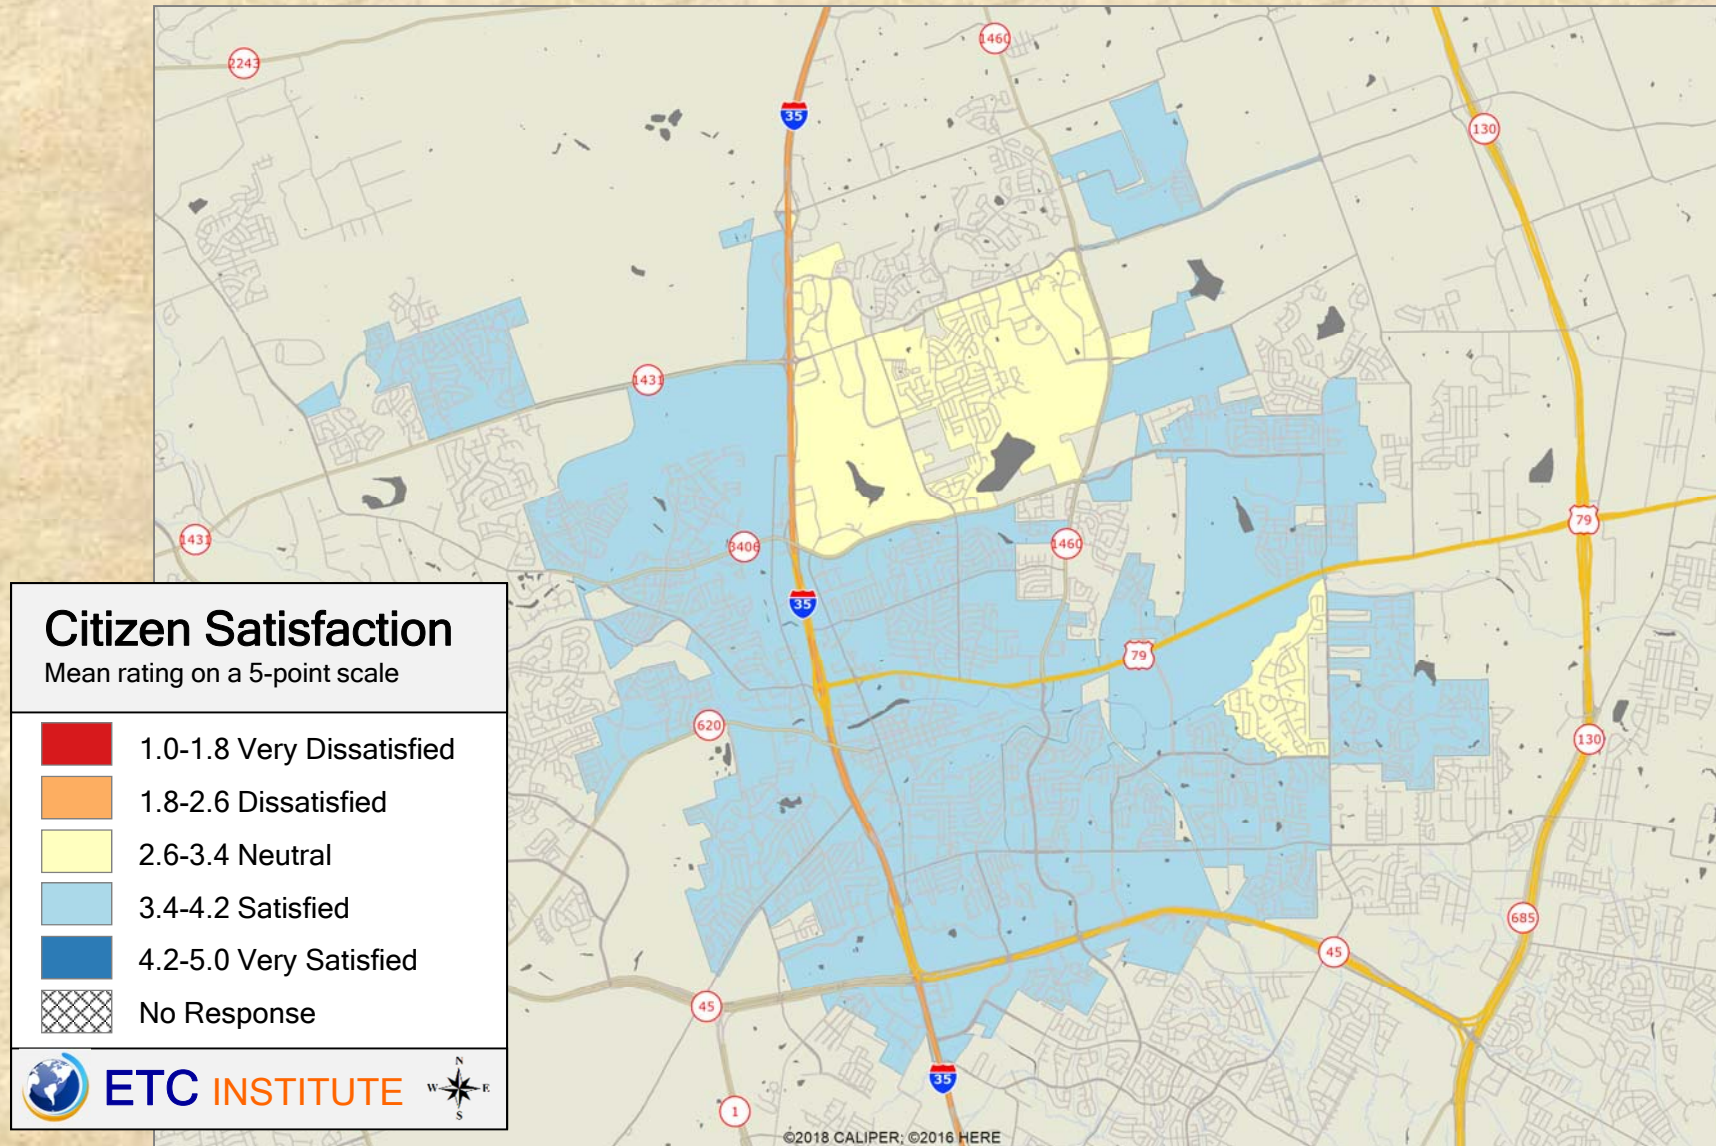 2243
1460
35
130
1431
1431
3406
1460
79
35
79
620
130
685
45
45
35
1
Citizen Satisfaction
Mean rating on a 5-point scale
1.0-1.8 Very Dissatisfied
1.8-2.6 Dissatisfied
2.6-3.4 Neutral
3.4-4.2 Satisfied
4.2-5.0 Very Satisfied
No Response
ETC INSTITUTE
N
W E
S
©2018 CALIPER; ©2016 HERE